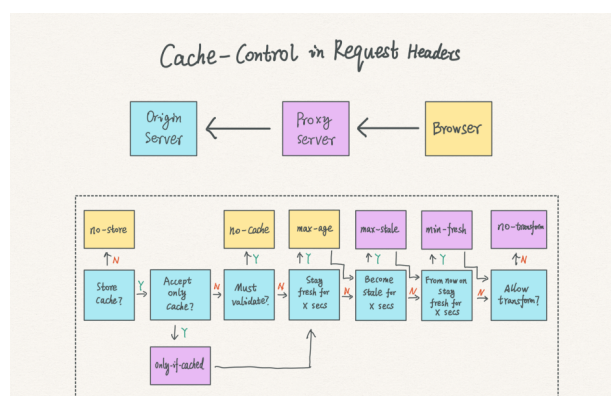 Cache-Control in Request Headers
Origin
Server
Proxy
server
Browser
no-store
no-cache
max-age
max-stale
min-fresh
no-transform
N
Y
Y
Y
Y
N
Store
cache?
Y
Accept
only
cache?
N
Must
validate?
N
Stay
fresh for
X secs
N
Become
stale for
X secs
N
From now on
stay
fresh for
X secs
N
Allow
transform?
Y
only-if-cached